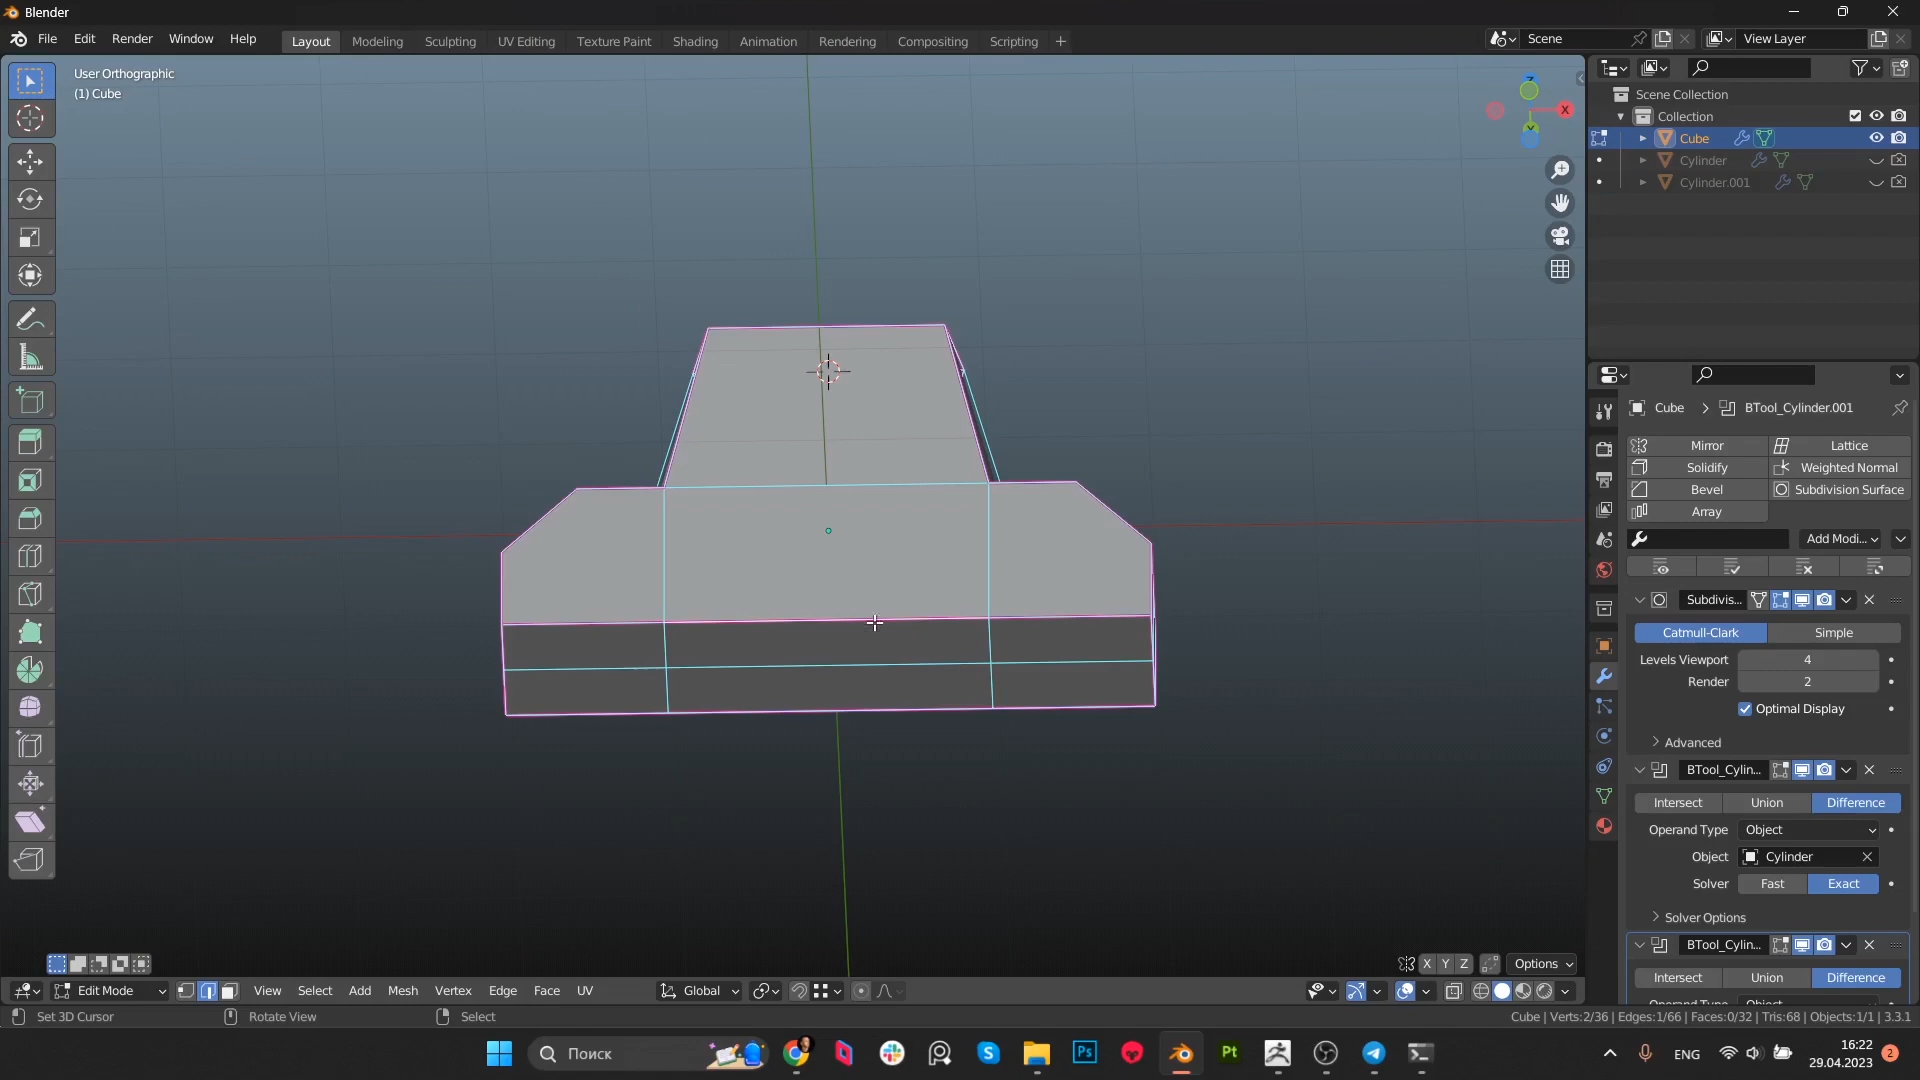 Blender
File Edit Render Window Help
Layout Modeling Sculpting UV Editing Texture Paint Shading Animation Rendering Compositing Scripting
Scene
View Layer
User Orthographic
(1) Cube
Z
X
Y
Scene Collection
Collection
Cube
Cylinder
Cylinder.001
Cube BTool_Cylinder.001
Mirror Lattice
Solidify Weighted Normal
Bevel Subdivision Surface
Array
Add Modi...
Subdivis...
Catmull-Clark Simple
Levels Viewport 4
Render 2
Optimal Display
Advanced
BTool_Cylin...
Intersect Union Difference
Operand Type Object
Object Cylinder
Solver Fast Exact
Solver Options
BTool_Cylin...
Intersect Union Difference
Operand Type Object
X Y Z Options
Edit Mode View Select Add Mesh Vertex Edge Face UV Global
Set 3D Cursor Rotate View Select
Cube | Verts:2/36 | Edges:1/66 | Faces:0/32 | Tris:68 | Objects:1/1 | 3.3.1
Поиск
Ps
Pt
ENG
16:22
29.04.2023
2